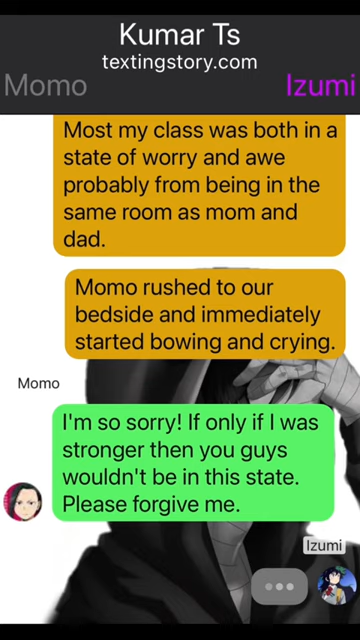 Kumar Ts
textingstory.com
Momo
Izumi
Most my class was both in a
state of worry and awe
probably from being in the
same room as mom and
dad.
Momo rushed to our
bedside and immediately
started bowing and crying.
Momo
I'm so sorry! If only if I was
stronger then you guys
wouldn't be in this state.
Please forgive me.
Izumi